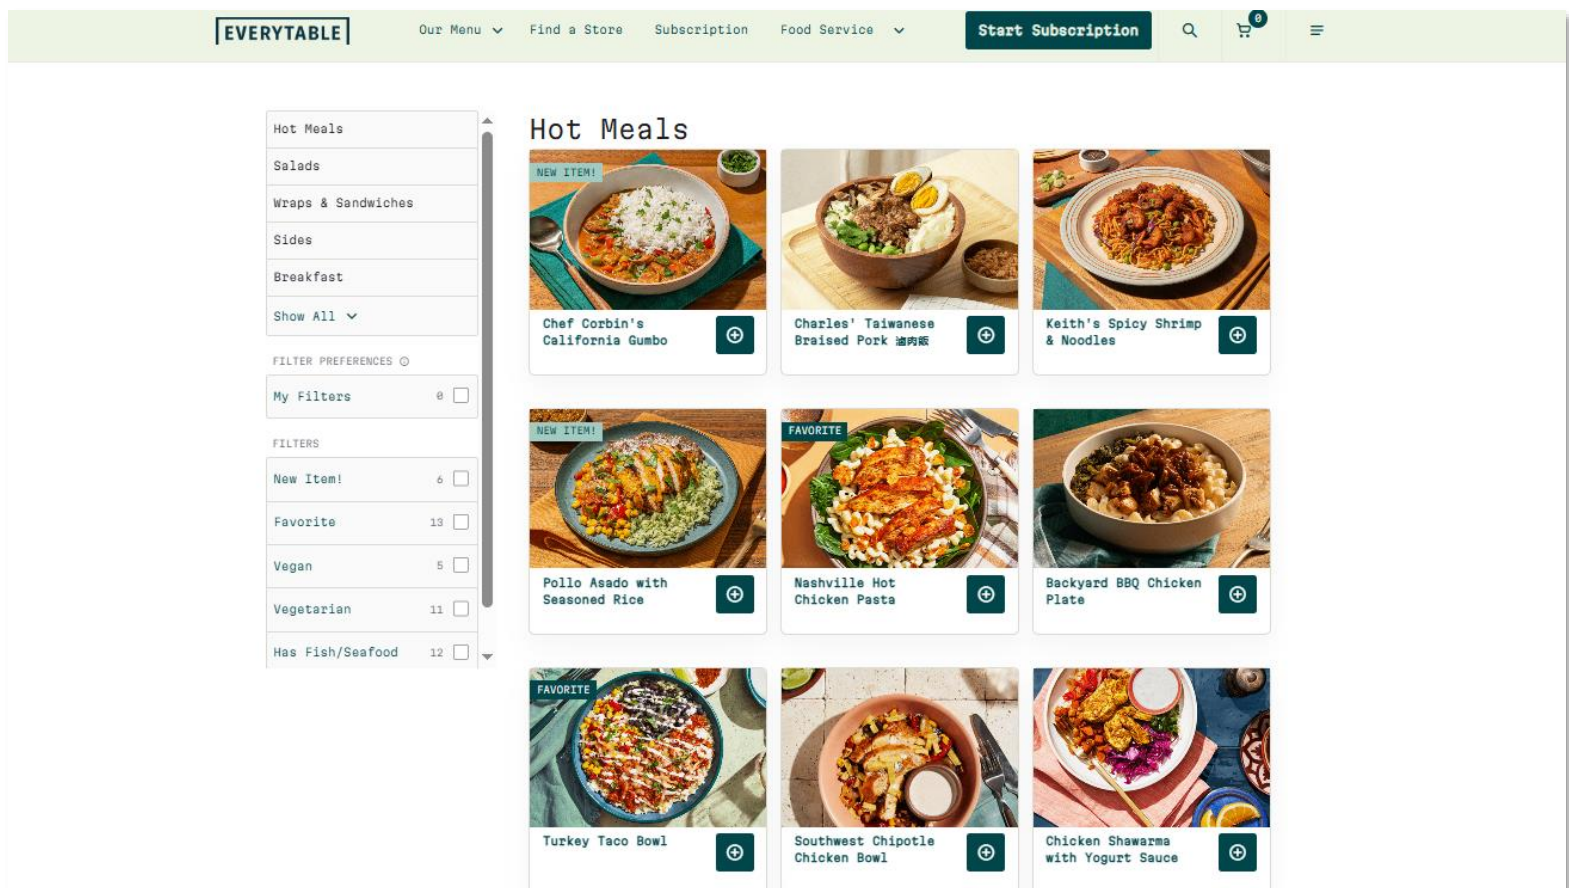 EVERYTABLE
Our Menu
Find a Store
Subscription
Food Service
Start Subscription
0
Hot Meals
Salads
Wraps & Sandwiches
Sides
Breakfast
Show All
FILTER PREFERENCES
My Filters 0
FILTERS
New Item! 6
Favorite 13
Vegan 5
Vegetarian 11
Has Fish/Seafood 12
Hot Meals
NEW ITEM!
Chef Corbin's
California Gumbo
Charles' Taiwanese
Braised Pork 滷肉飯
Keith's Spicy Shrimp
& Noodles
NEW ITEM!
Pollo Asado with
Seasoned Rice
FAVORITE
Nashville Hot
Chicken Pasta
Backyard BBQ Chicken
Plate
FAVORITE
Turkey Taco Bowl
Southwest Chipotle
Chicken Bowl
Chicken Shawarma
with Yogurt Sauce